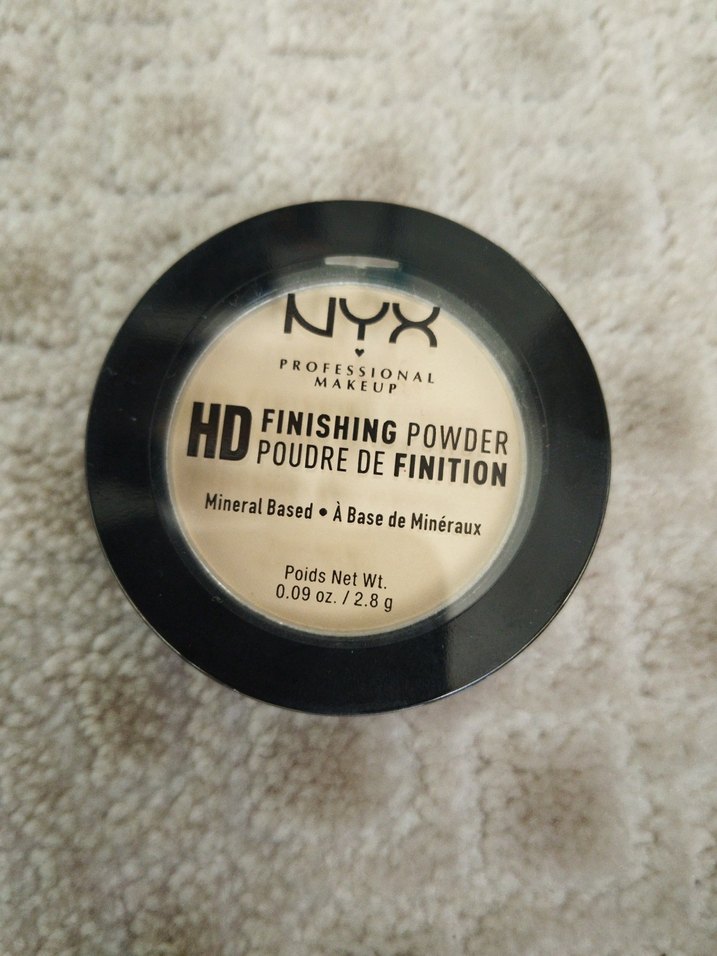 NYX
PROFESSIONAL
MAKEUP
HD FINISHING POWDER
POUDRE DE FINITION
Mineral Based • À Base de Minéraux
Poids Net Wt.
0.09 oz. / 2.8 g